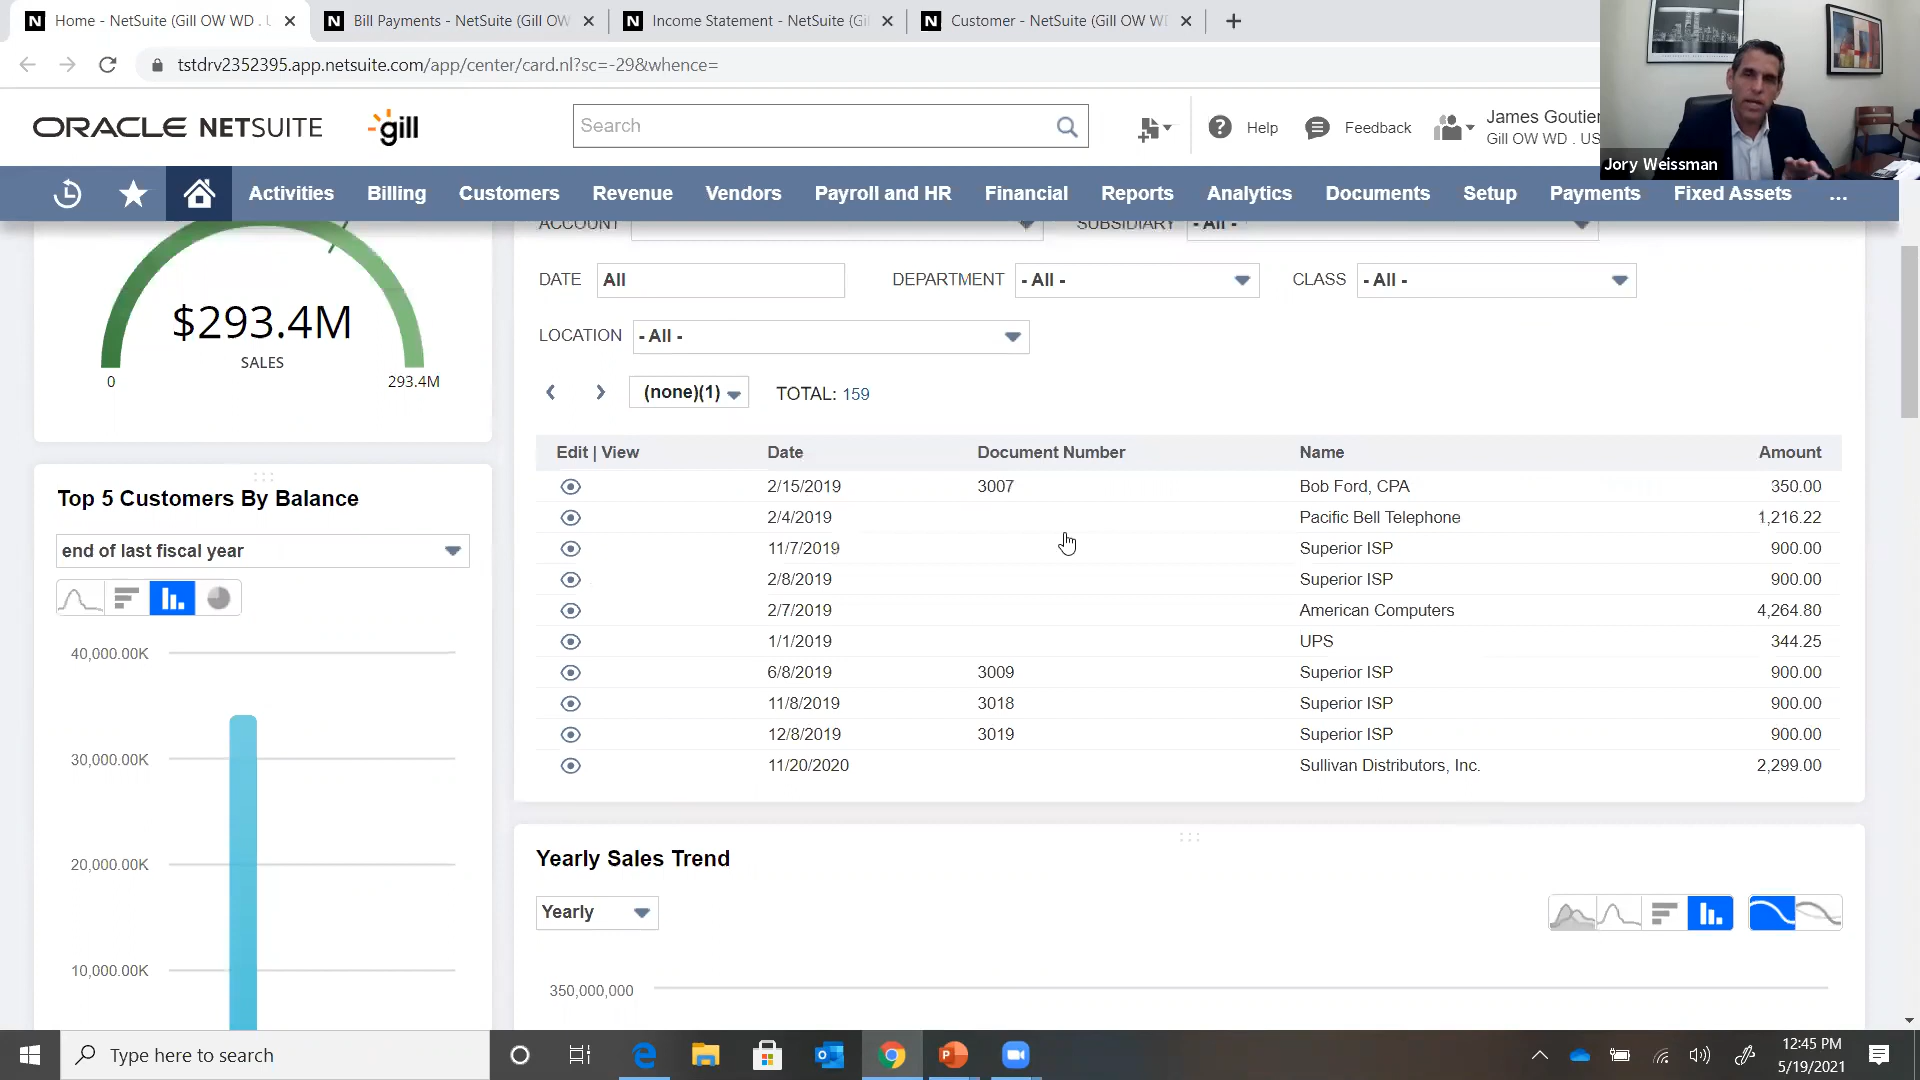 Home - NetSuite (Gill OW WD . U
Bill Payments - NetSuite (Gill OW
Income Statement - NetSuite (Gil
Customer - NetSuite (Gill OW WD
tstdrv2352395.app.netsuite.com/app/center/card.nl?sc=-29&whence=
ORACLE NETSUITE
gill
Search
Help
Feedback
James Goutier
Gill OW WD . US
Jory Weissman
Activities Billing Customers Revenue Vendors Payroll and HR Financial Reports Analytics Documents Setup Payments Fixed Assets ...
ACCOUNT SUBSIDIARY - All -
DATE All DEPARTMENT - All - CLASS - All -
LOCATION - All -
(none)(1) TOTAL: 159
$293.4M
SALES
0 293.4M
Edit | View Date Document Number Name Amount
2/15/2019 3007 Bob Ford, CPA 350.00
2/4/2019 Pacific Bell Telephone 1,216.22
11/7/2019 Superior ISP 900.00
2/8/2019 Superior ISP 900.00
2/7/2019 American Computers 4,264.80
1/1/2019 UPS 344.25
6/8/2019 3009 Superior ISP 900.00
11/8/2019 3018 Superior ISP 900.00
12/8/2019 3019 Superior ISP 900.00
11/20/2020 Sullivan Distributors, Inc. 2,299.00
Top 5 Customers By Balance
end of last fiscal year
40,000.00K
30,000.00K
20,000.00K
10,000.00K
Yearly Sales Trend
Yearly
350,000,000
Type here to search
12:45 PM
5/19/2021